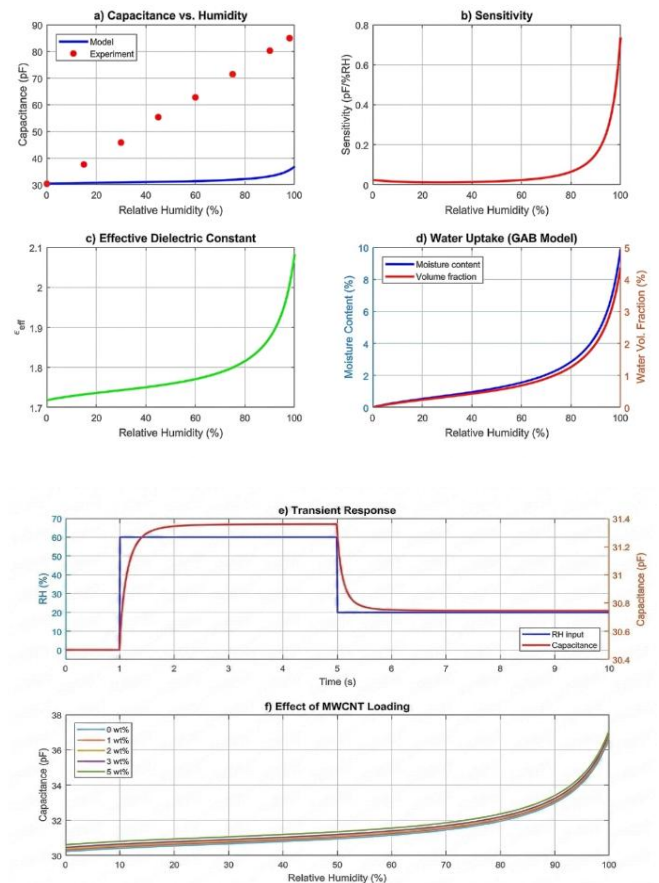 a) Capacitance vs. Humidity
Capacitance (pF)
90
80
70
60
50
40
30
Model
Experiment
0 20 40 60 80 100
Relative Humidity (%)
b) Sensitivity
Sensitivity (pF/%RH)
0.8
0.6
0.4
0.2
0
0 20 40 60 80 100
Relative Humidity (%)
c) Effective Dielectric Constant
εeff
2.1
2
1.9
1.8
1.7
0 20 40 60 80 100
Relative Humidity (%)
d) Water Uptake (GAB Model)
Moisture Content (%)
10
8
6
4
2
0
Moisture content
Volume fraction
5
4
3
2
1
0
Water Vol. Fraction (%)
0 20 40 60 80 100
Relative Humidity (%)
e) Transient Response
RH (%)
70
60
50
40
30
20
10
0
31.4
31.2
31
30.8
30.6
30.4
Capacitance (pF)
RH input
Capacitance
0 1 2 3 4 5 6 7 8 9 10
Time (s)
f) Effect of MWCNT Loading
Capacitance (pF)
38
36
34
32
30
0 wt%
1 wt%
2 wt%
3 wt%
5 wt%
0 10 20 30 40 50 60 70 80 90 100
Relative Humidity (%)